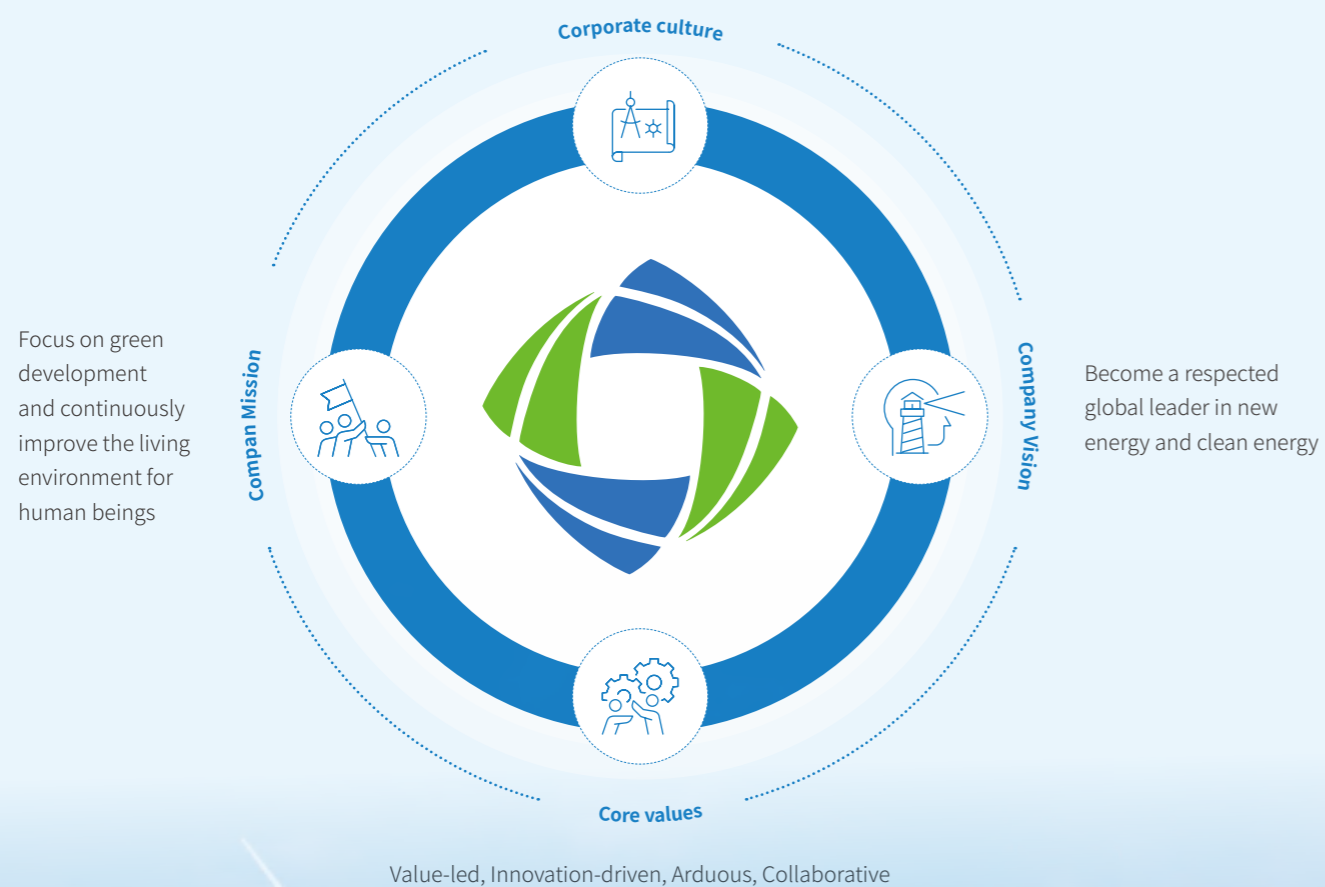 Corporate culture
Focus on green
development
and continuously
improve the living
environment for
human beings
Compan Mission
Company Vision
Become a respected
global leader in new
energy and clean energy
Core values
Value-led, Innovation-driven, Arduous, Collaborative